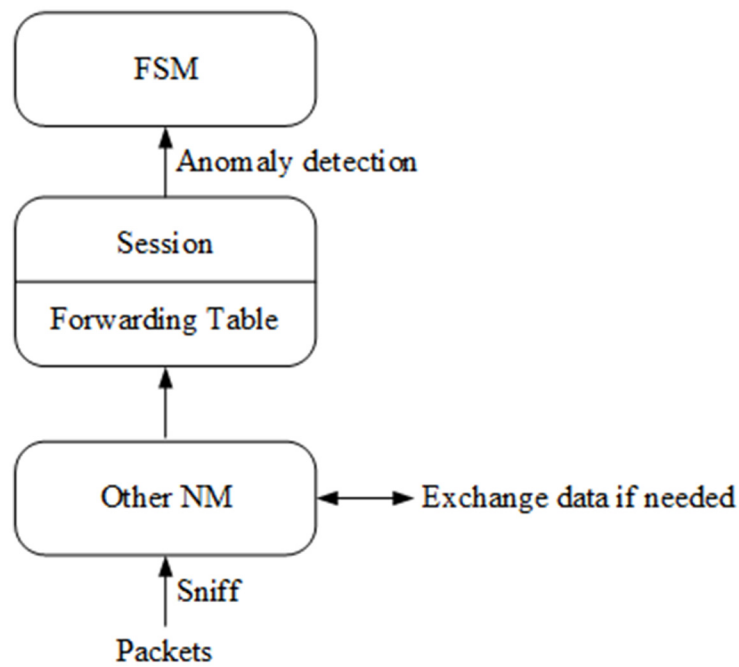 FSM
Anomaly detection
Session
Forwarding Table
Other NM
Exchange data if needed
Sniff
Packets